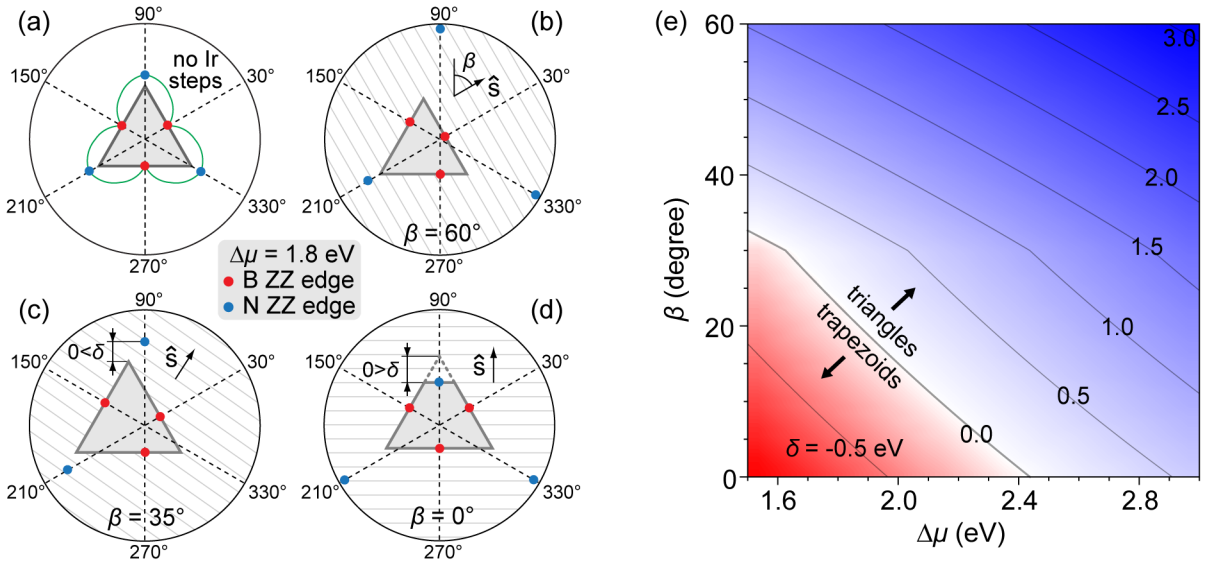 (a)
90°
150°
30°
no Ir
steps
210°
330°
270°
(b)
90°
150°
30°
β
ŝ
210°
330°
β = 60°
270°
Δμ = 1.8 eV
B ZZ edge
N ZZ edge
(c)
90°
150°
30°
0<δ
ŝ
210°
330°
β = 35°
270°
(d)
90°
150°
30°
0>δ
ŝ
210°
330°
β = 0°
270°
(e)
60
40
20
0
β (degree)
1.6
2.0
2.4
2.8
Δμ (eV)
3.0
2.5
2.0
1.5
1.0
0.5
0.0
δ = -0.5 eV
triangles
trapezoids